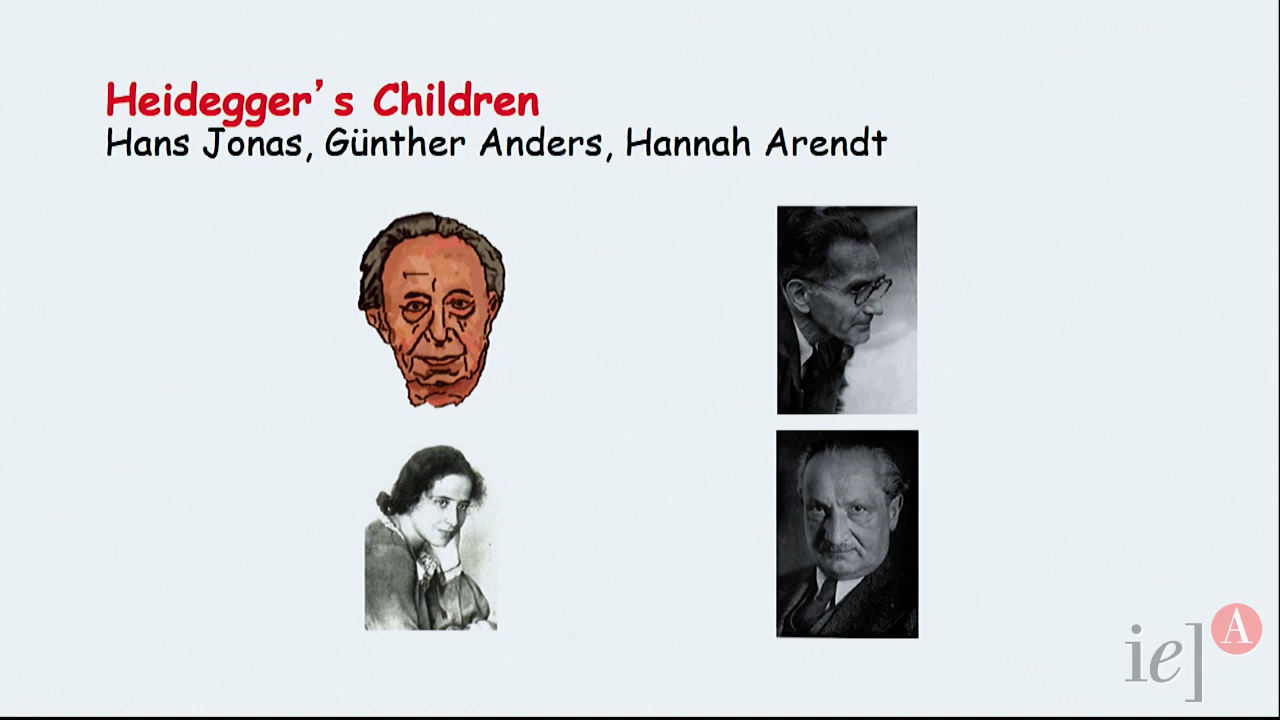 Heidegger’s Children
Hans Jonas, Günther Anders, Hannah Arendt
ie] A